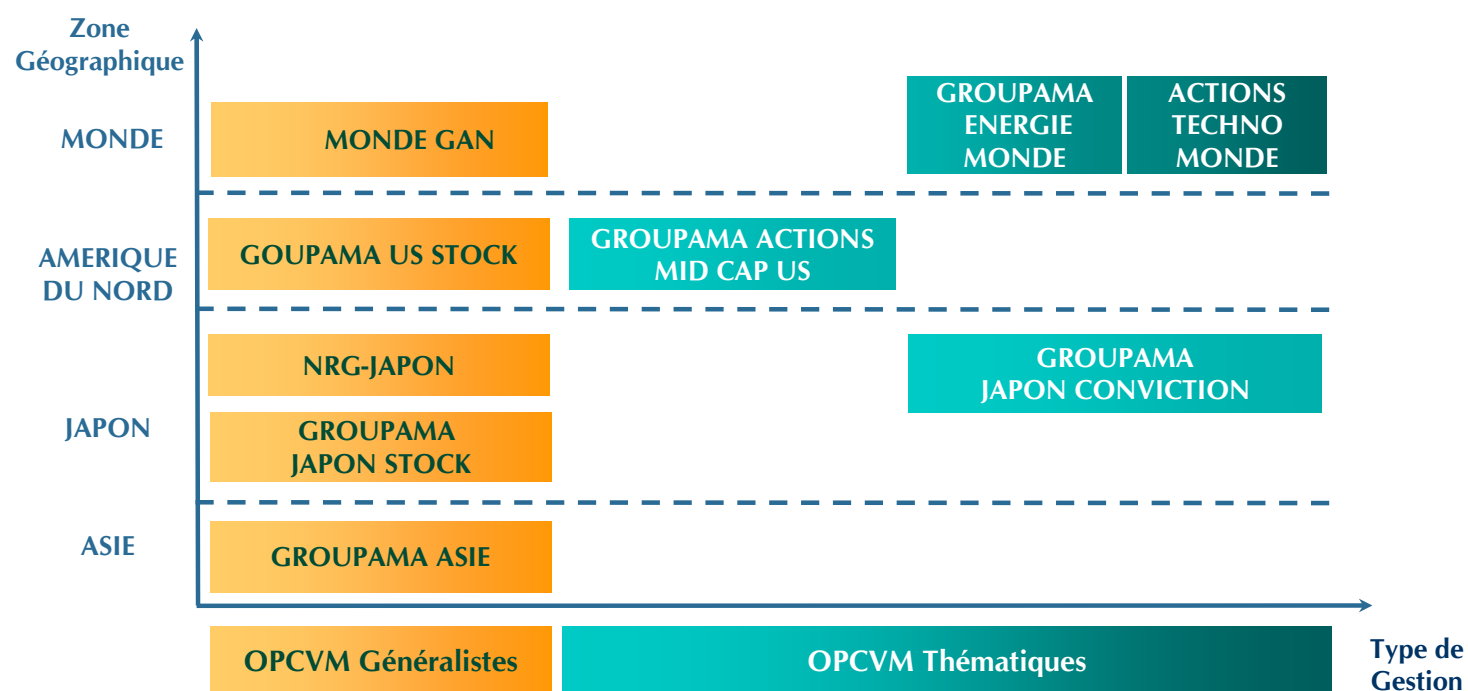 Zone
Géographique
MONDE
MONDE GAN
GROUPAMA
ENERGIE
MONDE
ACTIONS
TECHNO
MONDE
AMERIQUE
DU NORD
GOUPAMA US STOCK
GROUPAMA ACTIONS
MID CAP US
JAPON
NRG-JAPON
GROUPAMA
JAPON STOCK
GROUPAMA
JAPON CONVICTION
ASIE
GROUPAMA ASIE
OPCVM Généralistes
OPCVM Thématiques
Type de
Gestion